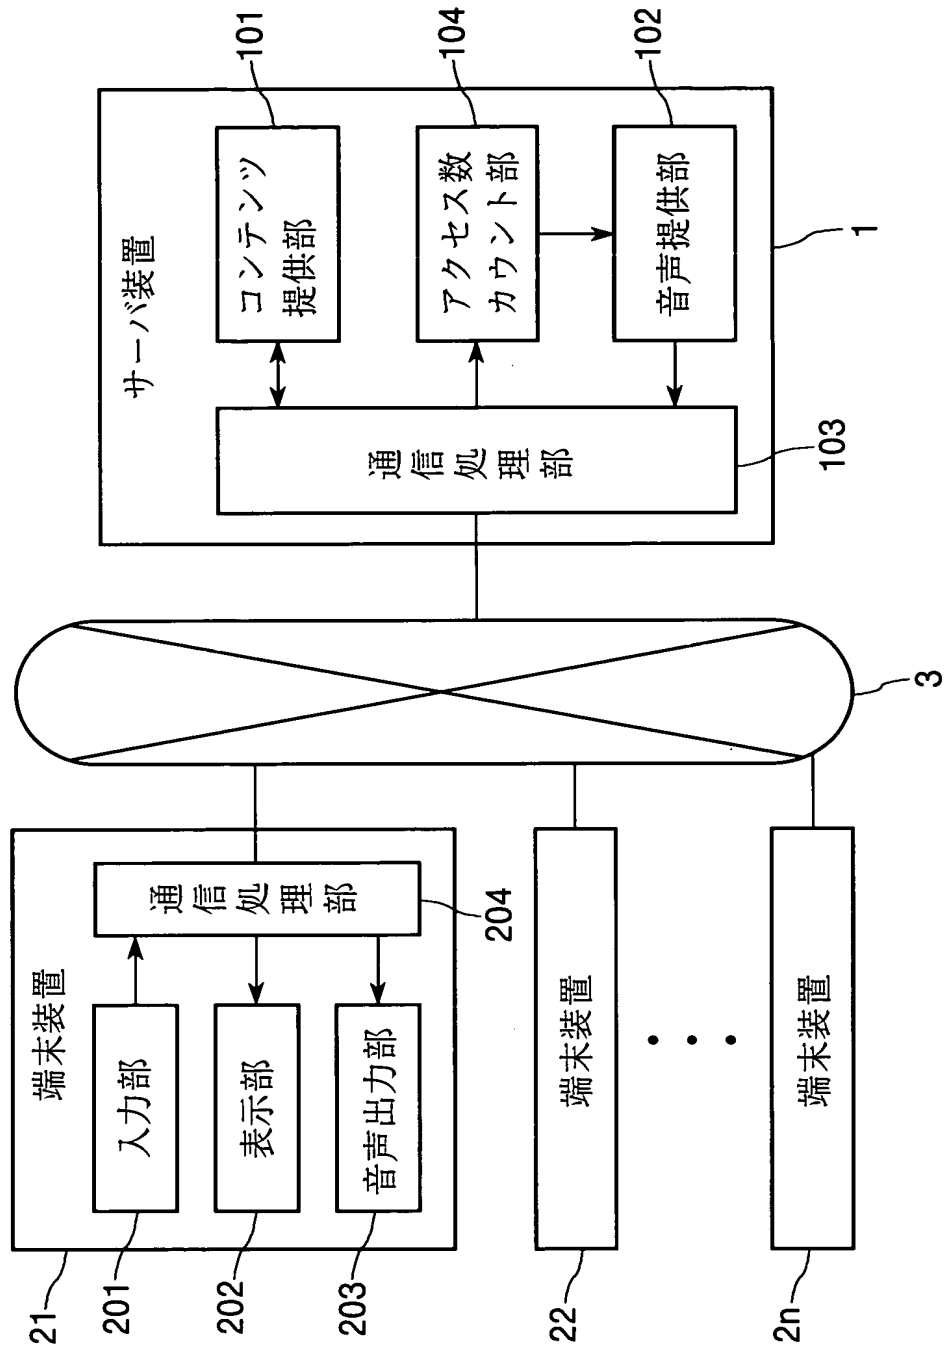 端末装置
21
入力部
201
表示部
202
音声出力部
203
通信処理部
204
端末装置
22
端末装置
2n
3
サーバ装置
1
通信処理部
103
コンテンツ
提供部
101
アクセス数
カウント部
104
音声提供部
102